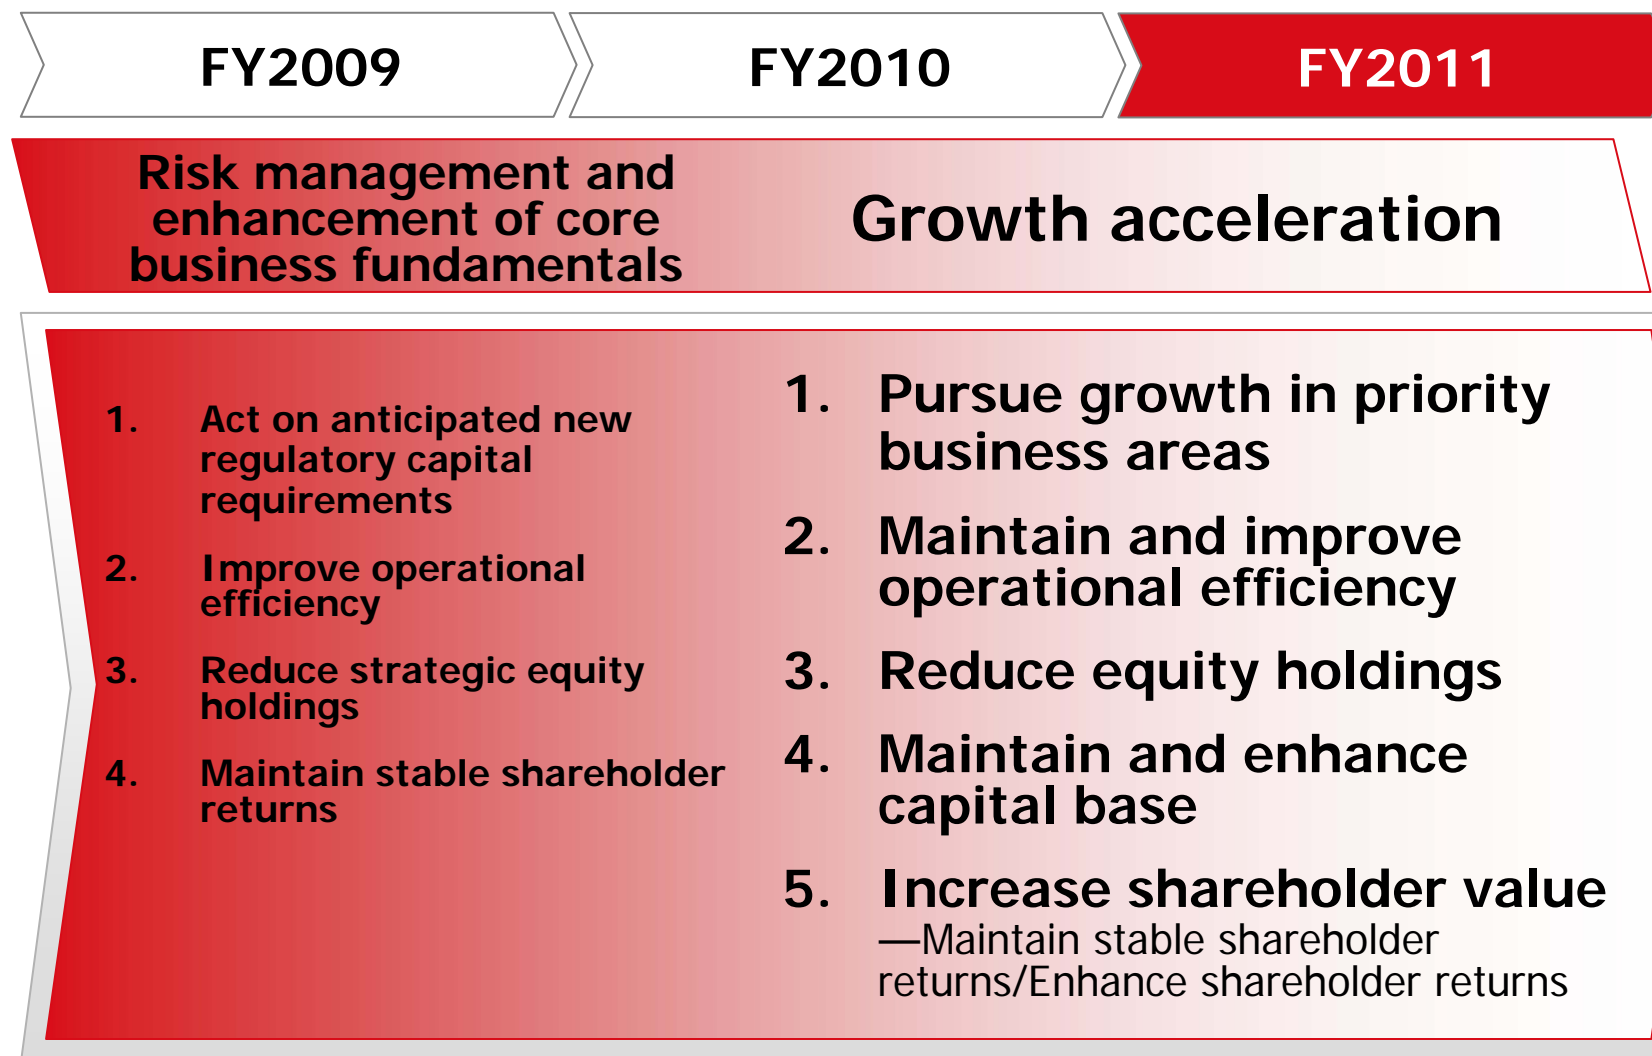 FY2009
FY2010
FY2011
Risk management and
enhancement of core
business fundamentals
Growth acceleration
1. Act on anticipated new
regulatory capital
requirements
2. Improve operational
efficiency
3. Reduce strategic equity
holdings
4. Maintain stable shareholder
returns
1. Pursue growth in priority
business areas
2. Maintain and improve
operational efficiency
3. Reduce equity holdings
4. Maintain and enhance
capital base
5. Increase shareholder value
—Maintain stable shareholder
returns/Enhance shareholder returns